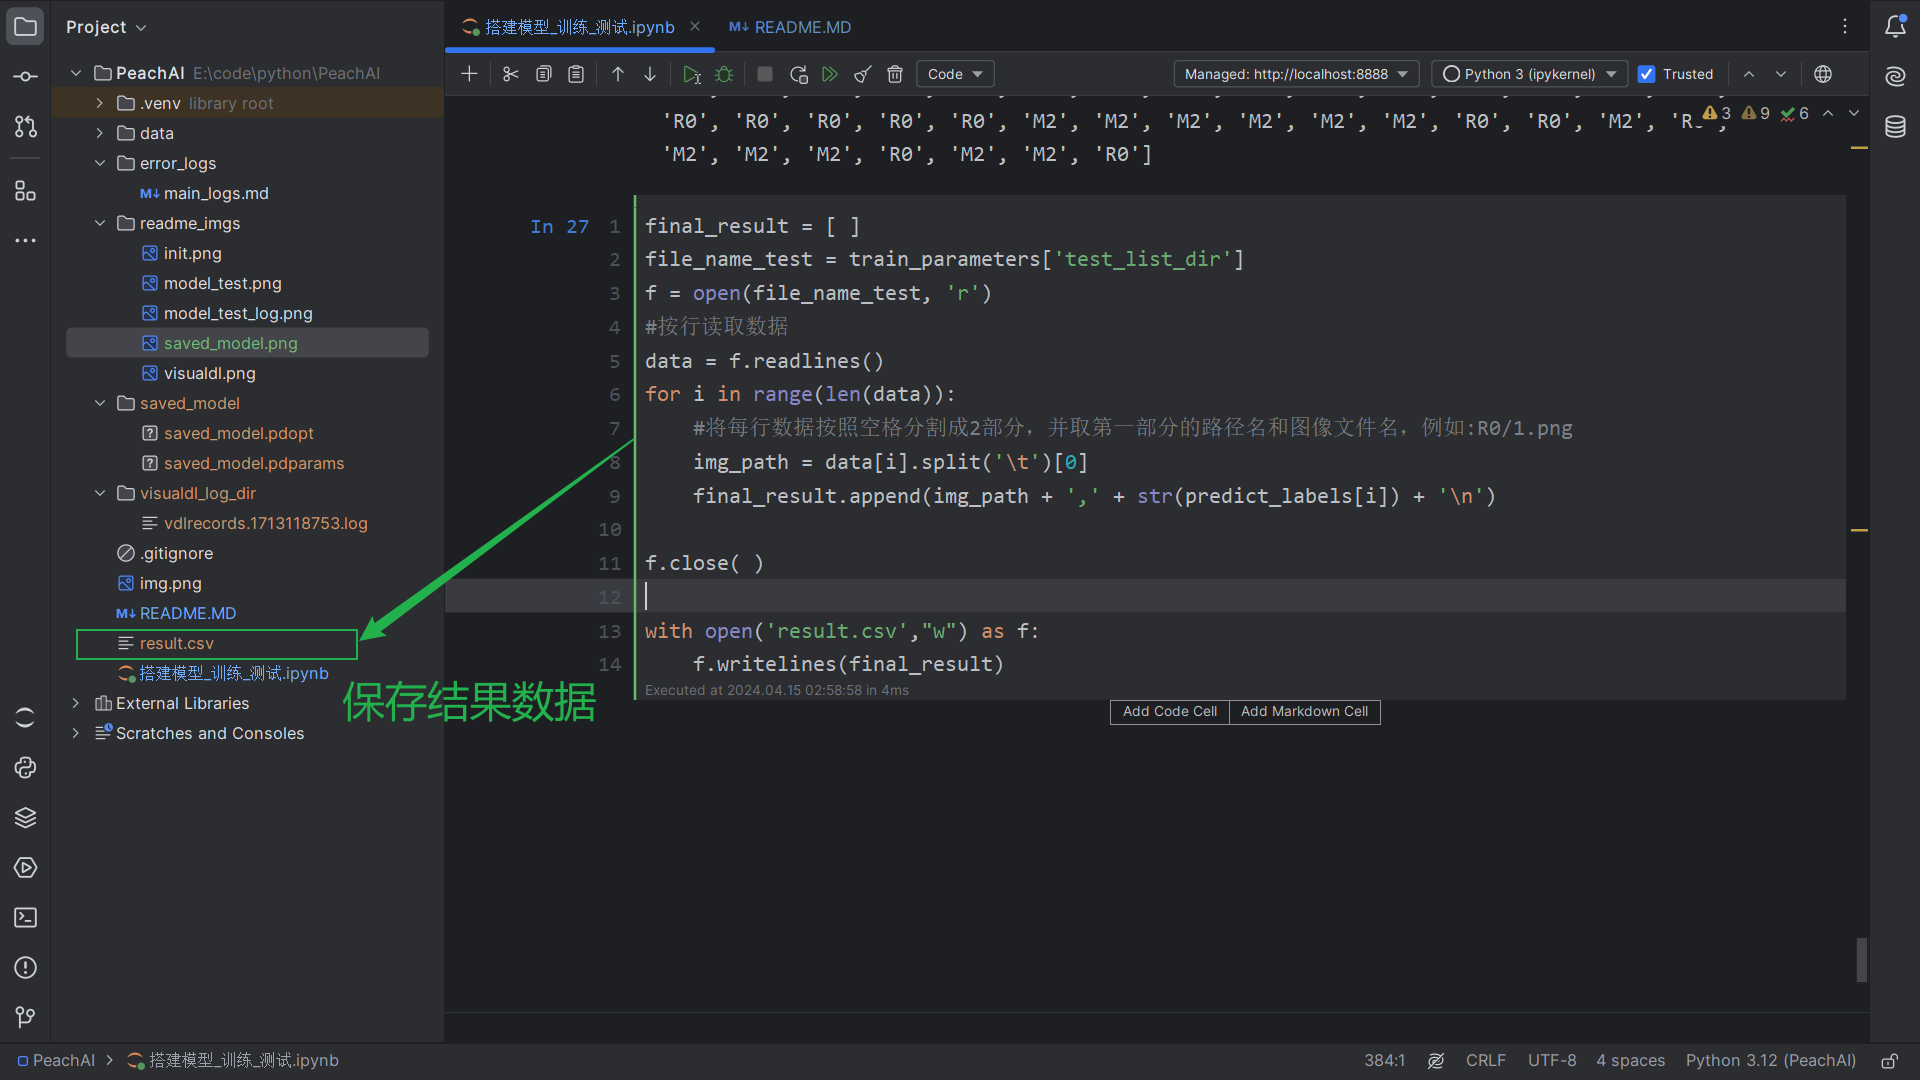 Project
搭建模型_训练_测试.ipynb
README.MD
PeachAI E:\code\python\PeachAI
.venv library root
data
error_logs
main_logs.md
readme_imgs
init.png
model_test.png
model_test_log.png
saved_model.png
visualdl.png
saved_model
saved_model.pdopt
saved_model.pdparams
visualdl_log_dir
vdlrecords.1713118753.log
.gitignore
img.png
README.MD
result.csv
搭建模型_训练_测试.ipynb
External Libraries
Scratches and Consoles
保存结果数据
Code
Managed: http://localhost:8888
Python 3 (ipykernel)
Trusted
3 9 6
'R0', 'R0', 'R0', 'R0', 'R0', 'M2', 'M2', 'M2', 'M2', 'M2', 'M2', 'R0', 'R0', 'M2',
'M2', 'M2', 'M2', 'R0', 'M2', 'M2', 'R0']
In 27
1 final_result = [ ]
2 file_name_test = train_parameters['test_list_dir']
3 f = open(file_name_test, 'r')
4 #按行读取数据
5 data = f.readlines()
6 for i in range(len(data)):
7 #将每行数据按照空格分割成2部分，并取第一部分的路径名和图像文件名，例如:R0/1.png
8 img_path = data[i].split('\t')[0]
9 final_result.append(img_path + ',' + str(predict_labels[i]) + '\n')
10
11 f.close( )
12
13 with open('result.csv',"w") as f:
14 f.writelines(final_result)
Executed at 2024.04.15 02:58:58 in 4ms
Add Code Cell Add Markdown Cell
PeachAI > 搭建模型_训练_测试.ipynb
384:1 CRLF UTF-8 4 spaces Python 3.12 (PeachAI)